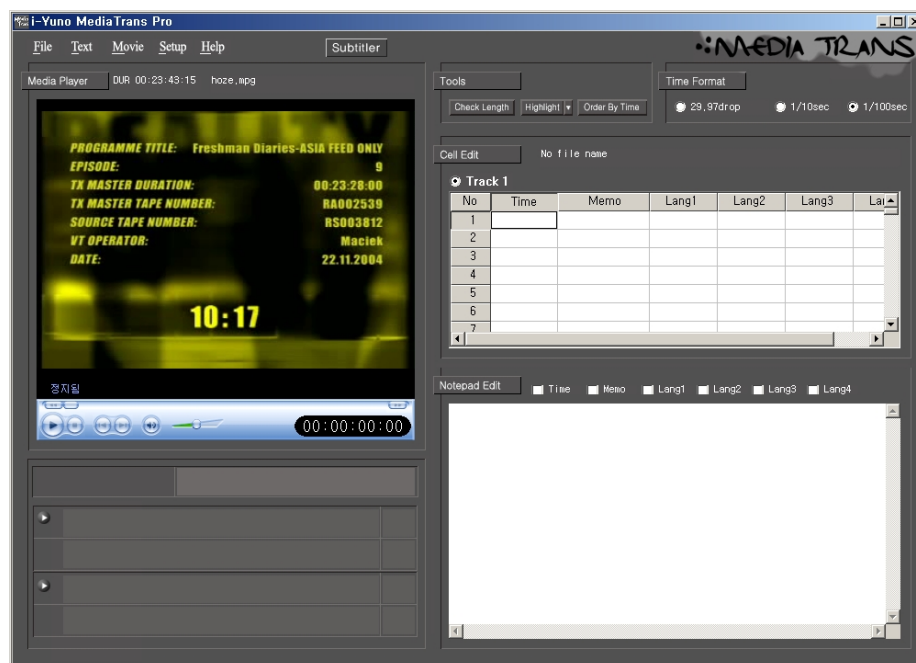 i-Yuno MediaTrans Pro
File Text Movie Setup Help
Subtitler
MEDIA TRANS
Media Player DUR 00:23:43:15 hoze.mpg
PROGRAMME TITLE: Freshman Diaries-ASIA FEED ONLY
EPISODE: 9
TX MASTER DURATION: 00:23:28:00
TX MASTER TAPE NUMBER: RA002539
SOURCE TAPE NUMBER: RS003812
VT OPERATOR: Maciek
DATE: 22.11.2004
10:17
정지됨
00:00:00:00
Tools
Check Length Highlight Order By Time
Time Format
29,97drop 1/10sec 1/100sec
Cell Edit No file name
Track 1
No Time Memo Lang1 Lang2 Lang3
1
2
3
4
5
6
7
Notepad Edit Time Memo Lang1 Lang2 Lang3 Lang4